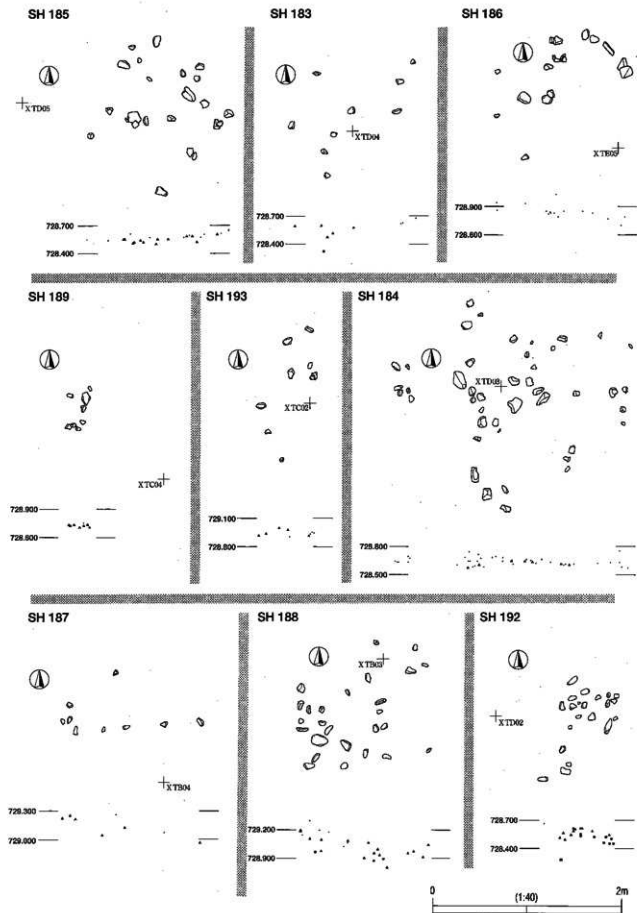 SH 185
XTD05
728.700
728.400
SH 183
XTD04
728.700
728.400
SH 186
XTE03
728.900
728.600
SH 189
XTC04
728.900
728.600
SH 193
XTC02
729.100
728.800
SH 184
XTD03
728.800
728.500
SH 187
XTB04
729.300
729.000
SH 188
XTB03
729.200
728.900
SH 192
XTD02
728.700
728.400
0
(1:40)
2m